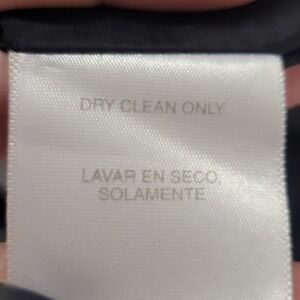 DRY CLEAN ONLY
LAVAR EN SECO.
SOLAMENTE